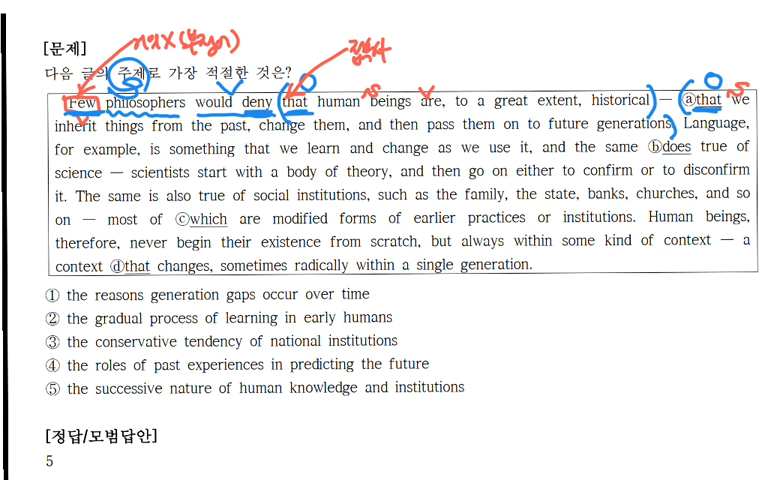 [문제]
거의X(부정어)
접속사
다음 글의 주제로 가장 적절한 것은?
O
O
S
V
S
V
Few philosophers would deny that human beings are, to a great extent, historical — ⓐthat we
inherit things from the past, change them, and then pass them on to future generations. Language,
for example, is something that we learn and change as we use it, and the same ⓑdoes true of
science — scientists start with a body of theory, and then go on either to confirm or to disconfirm
it. The same is also true of social institutions, such as the family, the state, banks, churches, and so
on — most of ⓒwhich are modified forms of earlier practices or institutions. Human beings,
therefore, never begin their existence from scratch, but always within some kind of context — a
context ⓓthat changes, sometimes radically within a single generation.
① the reasons generation gaps occur over time
② the gradual process of learning in early humans
③ the conservative tendency of national institutions
④ the roles of past experiences in predicting the future
⑤ the successive nature of human knowledge and institutions
[정답/모범답안]
5